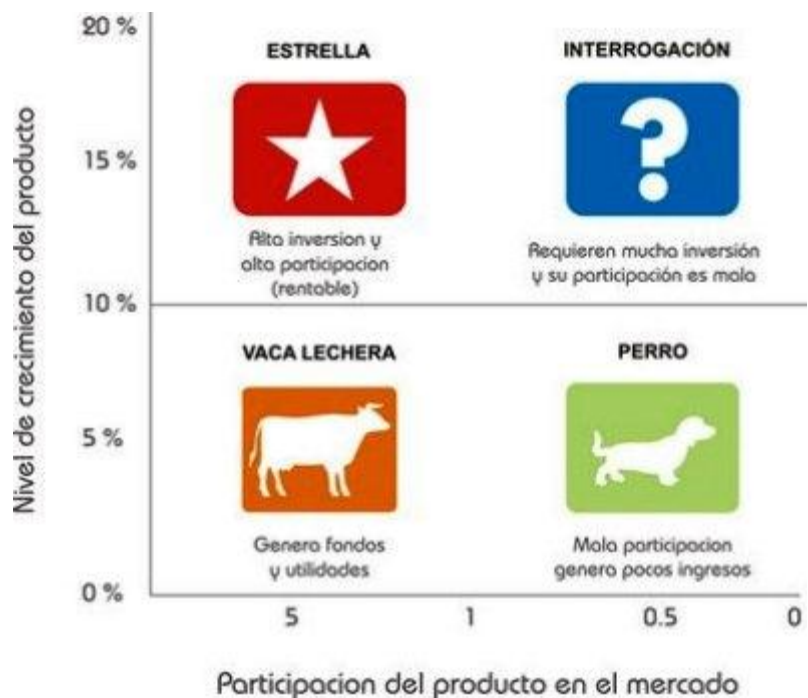 20 %
ESTRELLA
INTERROGACIÓN
15 %
Alta inversion y
alta participacion
(rentable)
Requieren mucha inversión
y su participación es mala
10 %
VACA LECHERA
PERRO
5 %
Genera fondos
y utilidades
Mala participacion
genera pocos ingresos
0 %
5
1
0.5
0
Nivel de crecimiento del producto
Participacion del producto en el mercado